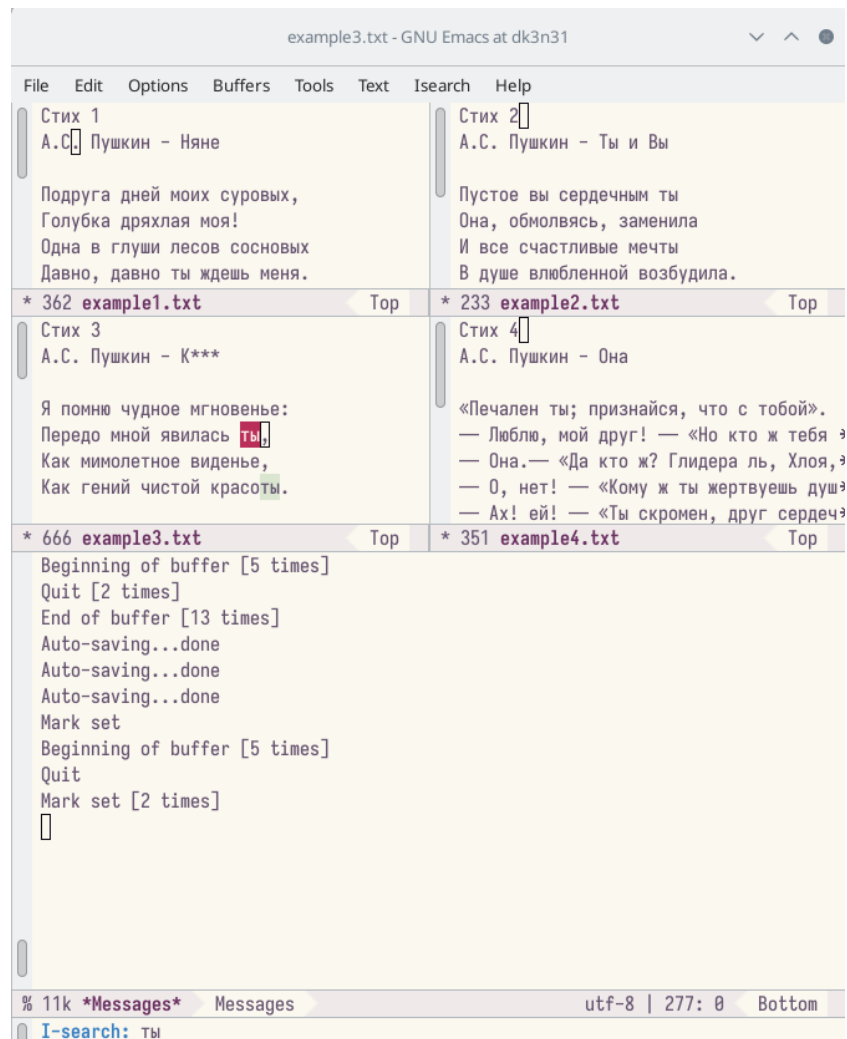 example3.txt - GNU Emacs at dk3n31
File Edit Options Buffers Tools Text Isearch Help
Стих 1
А.С. Пушкин - Няне
Подруга дней моих суровых,
Голубка дряхлая моя!
Одна в глуши лесов сосновых
Давно, давно ты ждешь меня.
* 362 example1.txt Top
Стих 2
А.С. Пушкин - Ты и Вы
Пустое вы сердечным ты
Она, обмолвясь, заменила
И все счастливые мечты
В душе влюбленной возбудила.
* 233 example2.txt Top
Стих 3
А.С. Пушкин - К***
Я помню чудное мгновенье:
Передо мной явилась ты,
Как мимолетное виденье,
Как гений чистой красоты.
* 666 example3.txt Top
Стих 4
А.С. Пушкин - Она
«Печален ты; признайся, что с тобой».
— Люблю, мой друг! — «Но кто ж тебя
— Она.— «Да кто ж? Глидера ль, Хлоя,
— О, нет! — «Кому ж ты жертвуешь душ
— Ах! ей! — «Ты скромен, друг сердеч
* 351 example4.txt Top
Beginning of buffer [5 times]
Quit [2 times]
End of buffer [13 times]
Auto-saving...done
Auto-saving...done
Auto-saving...done
Mark set
Beginning of buffer [5 times]
Quit
Mark set [2 times]
% 11k *Messages* Messages utf-8 | 277: 0 Bottom
I-search: ты